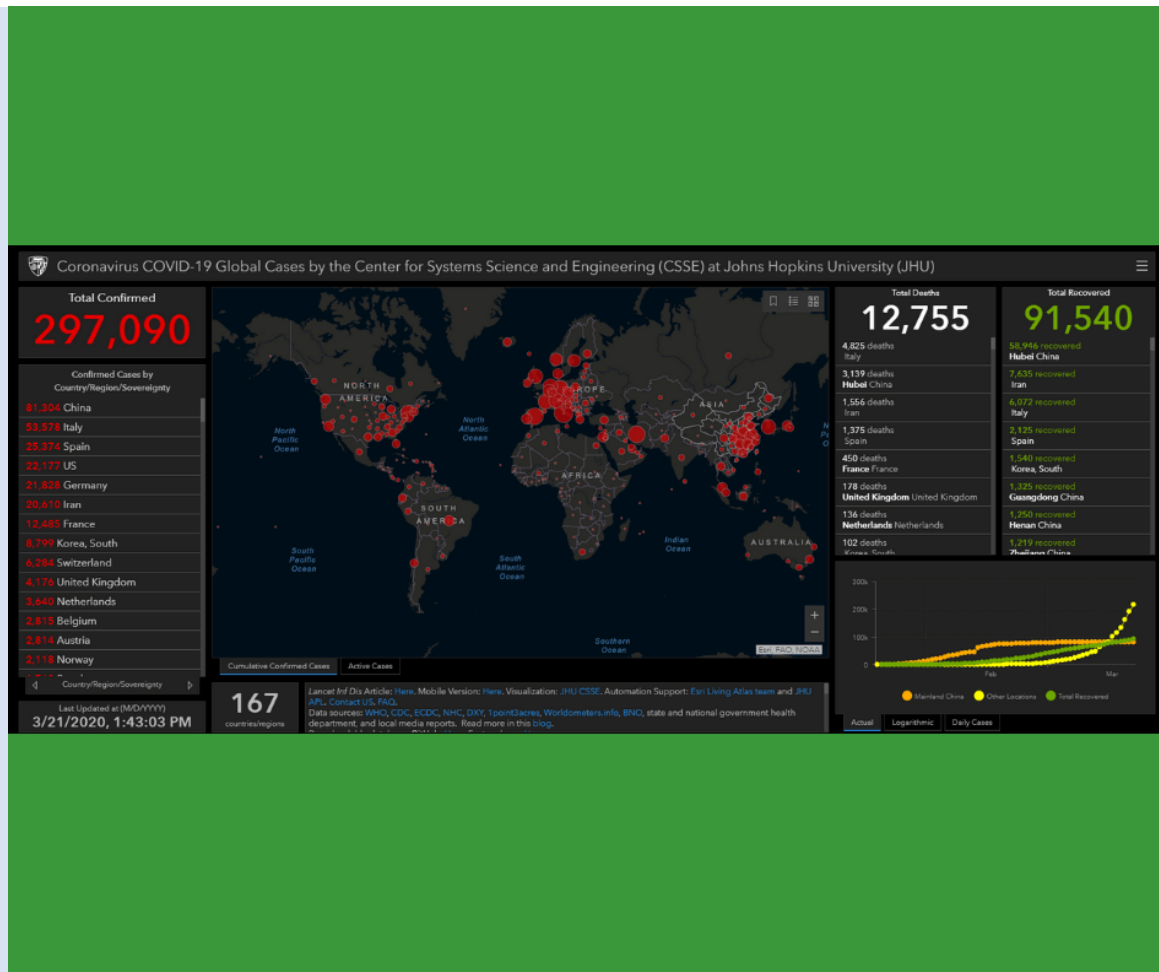 Coronavirus COVID-19 Global Cases by the Center for Systems Science and Engineering (CSSE) at Johns Hopkins University (JHU)
Total Confirmed
297,090
Confirmed Cases by
Country/Region/Sovereignty
81,304 China
53,578 Italy
25,374 Spain
22,177 US
21,828 Germany
20,610 Iran
12,485 France
8,799 Korea, South
6,284 Switzerland
4,176 United Kingdom
3,640 Netherlands
2,815 Belgium
2,814 Austria
2,118 Norway
Country/Region/Sovereignty
Last Updated at (M/D/YYYY)
3/21/2020, 1:43:03 PM
NORTH
AMERICA
EUROPE
ASIA
North
Pacific
Ocean
North
Atlantic
Ocean
AFRICA
SOUTH
AMERICA
South
Pacific
Ocean
South
Atlantic
Ocean
Indian
Ocean
AUSTRALIA
Southern
Ocean
N
P
+
−
Esri, FAO, NOAA
Cumulative Confirmed Cases
Active Cases
167
countries/regions
Lancet Inf Dis Article: Here. Mobile Version: Here. Visualization: JHU CSSE. Automation Support: Esri Living Atlas team and JHU
APL. Contact US. FAQ.
Data sources: WHO, CDC, ECDC, NHC, DXY, 1point3acres, Worldometers.info, BNO, state and national government health
department, and local media reports. Read more in this blog.
Total Deaths
12,755
4,825 deaths
Italy
3,139 deaths
Hubei China
1,556 deaths
Iran
1,375 deaths
Spain
450 deaths
France France
178 deaths
United Kingdom United Kingdom
136 deaths
Netherlands Netherlands
102 deaths
Korea, South
Total Recovered
91,540
58,946 recovered
Hubei China
7,635 recovered
Iran
6,072 recovered
Italy
2,125 recovered
Spain
1,540 recovered
Korea, South
1,325 recovered
Guangdong China
1,250 recovered
Henan China
1,219 recovered
Zhejiang China
300k
200k
100k
0
Feb
Mar
Mainland China
Other Locations
Total Recovered
Actual
Logarithmic
Daily Cases